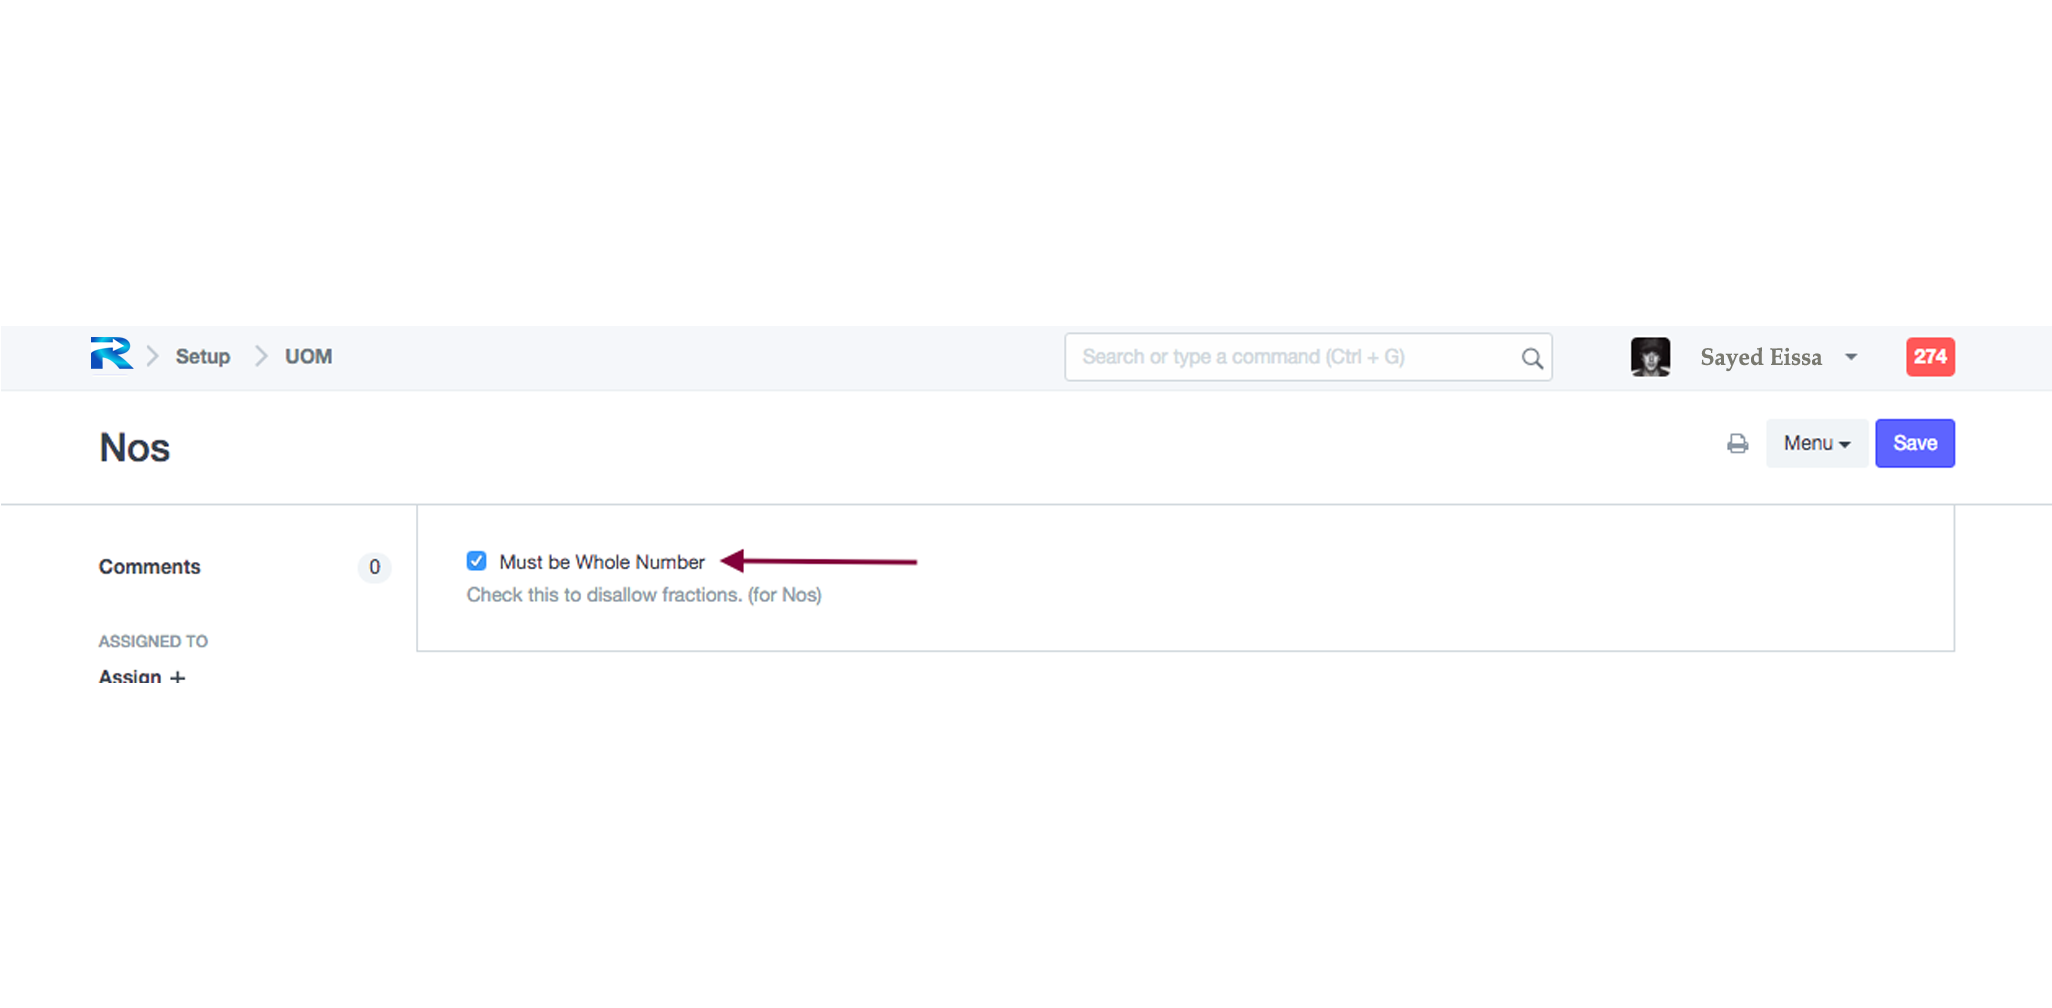 R Setup UOM Search or type a command (Ctrl + G) Sayed Eissa 274
Nos Menu Save
Comments 0 Must be Whole Number
Check this to disallow fractions. (for Nos)
ASSIGNED TO
Assign +